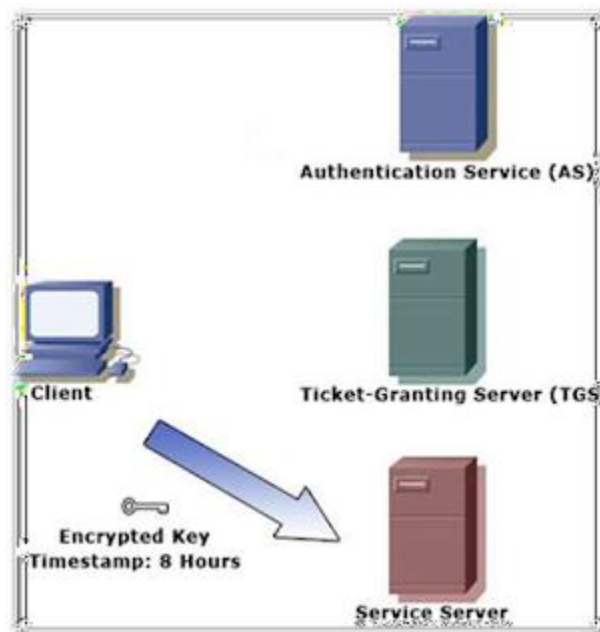 Authentication Service (AS)
Client
Ticket-Granting Server (TGS
Encrypted Key
Timestamp: 8 Hours
Service Server